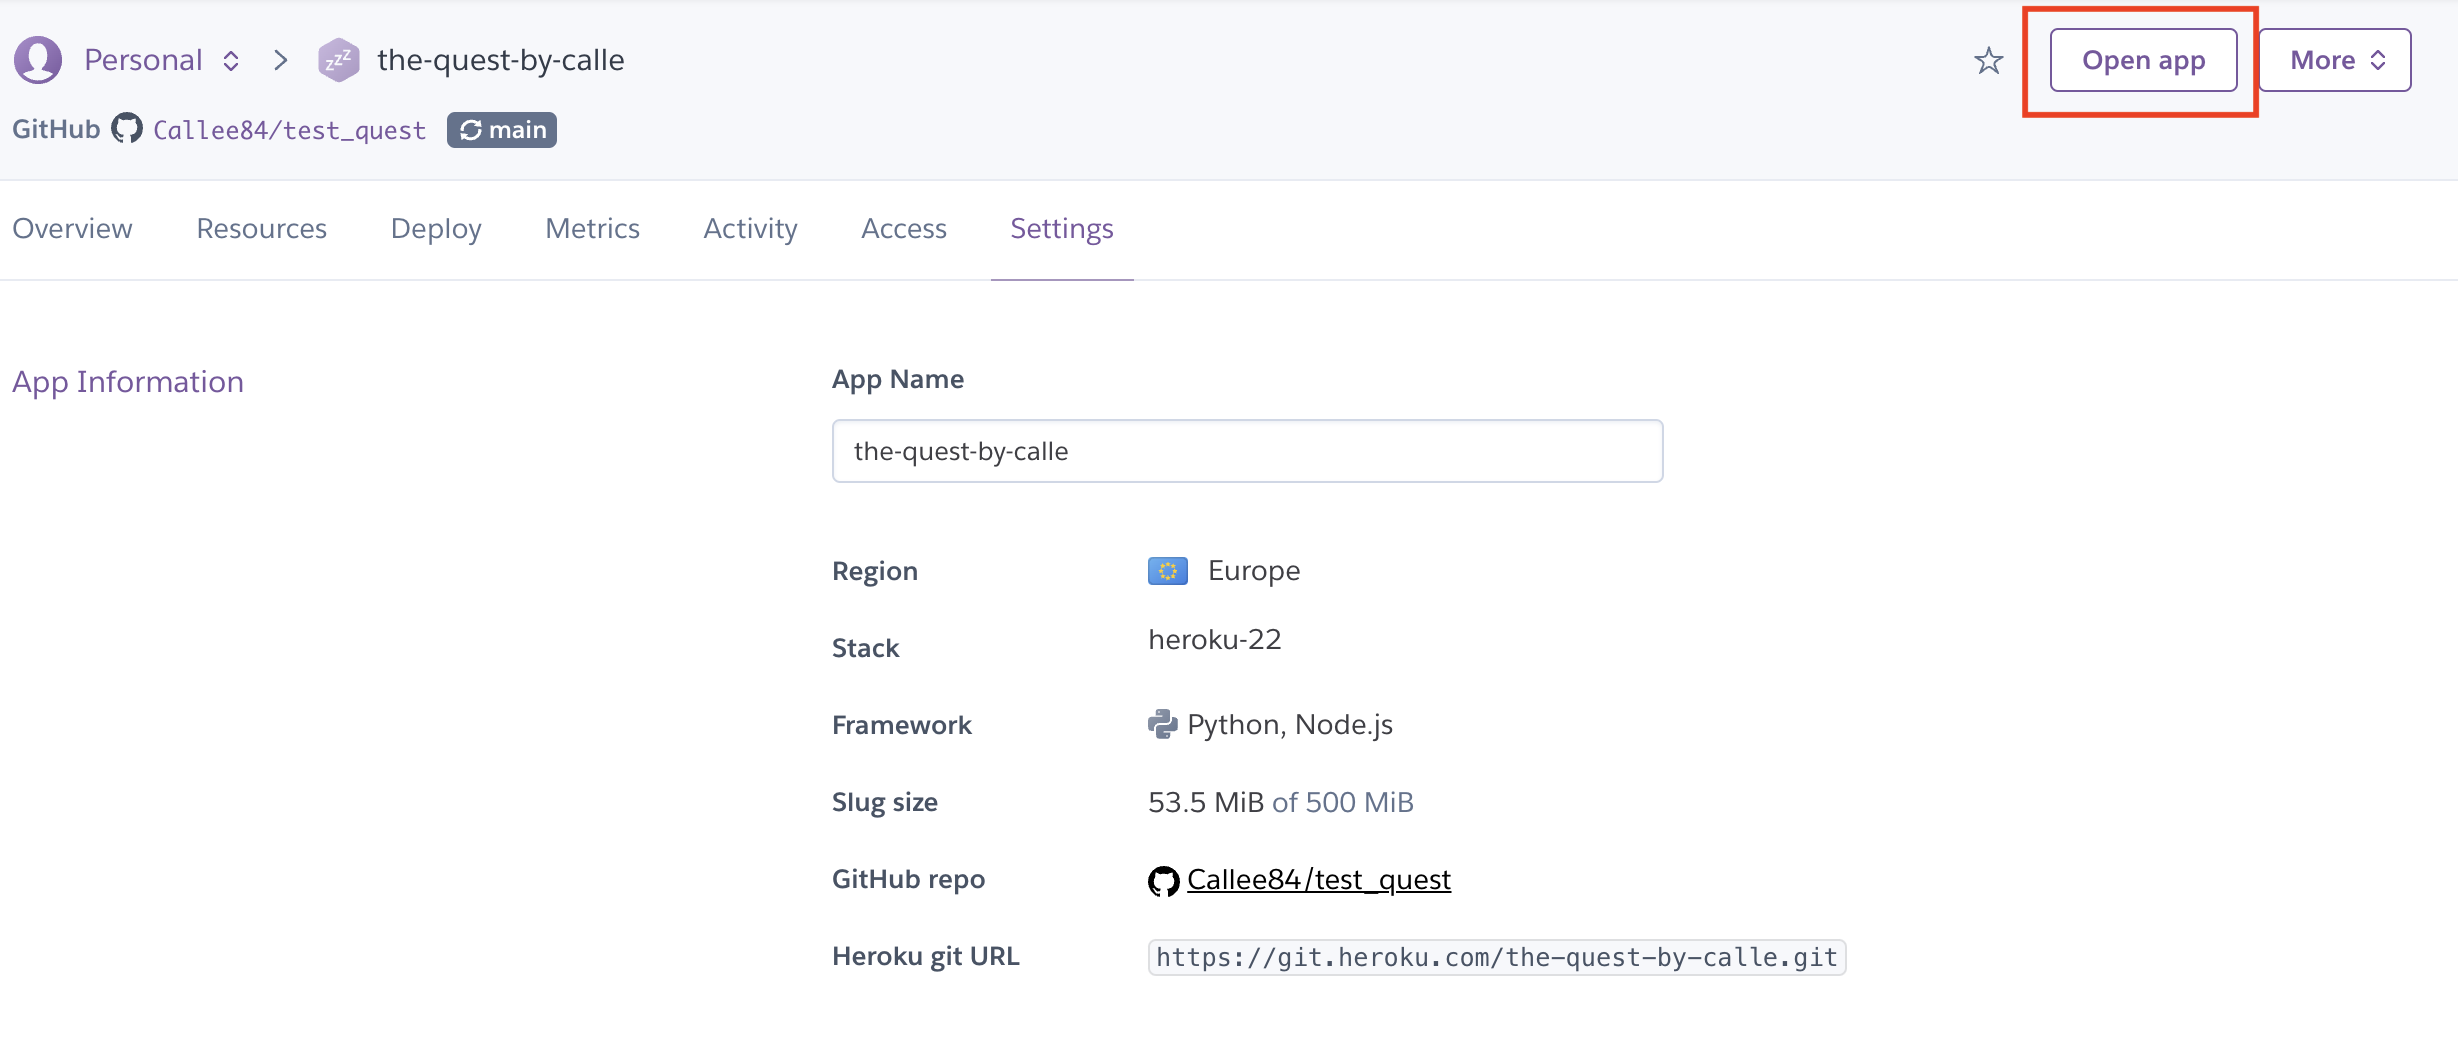 Personal > the-quest-by-calle Open app More
GitHub Callee84/test_quest main
Overview Resources Deploy Metrics Activity Access Settings
App Information
App Name
the-quest-by-calle
Region Europe
Stack heroku-22
Framework Python, Node.js
Slug size 53.5 MiB of 500 MiB
GitHub repo Callee84/test_quest
Heroku git URL https://git.heroku.com/the-quest-by-calle.git